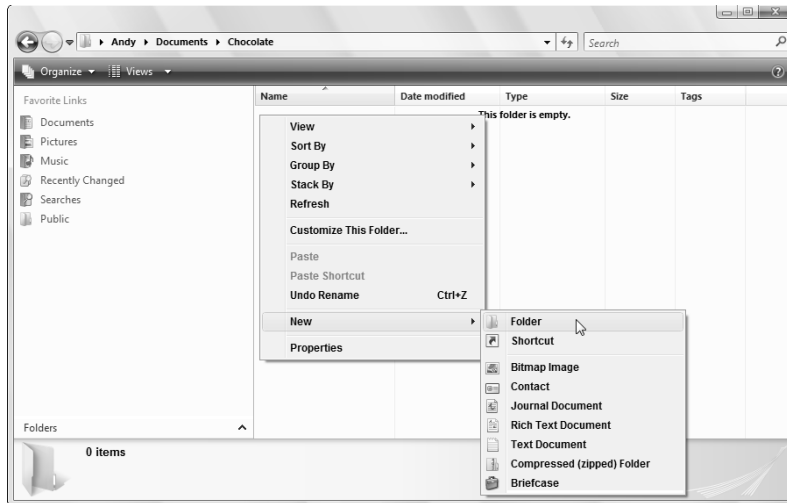 Andy Documents Chocolate
Search
Organize Views
Favorite Links
Documents
Pictures
Music
Recently Changed
Searches
Public
Folders
Name Date modified Type Size Tags
This folder is empty.
View
Sort By
Group By
Stack By
Refresh
Customize This Folder...
Paste
Paste Shortcut
Undo Rename Ctrl+Z
New
Properties
Folder
Shortcut
Bitmap Image
Contact
Journal Document
Rich Text Document
Text Document
Compressed (zipped) Folder
Briefcase
0 items